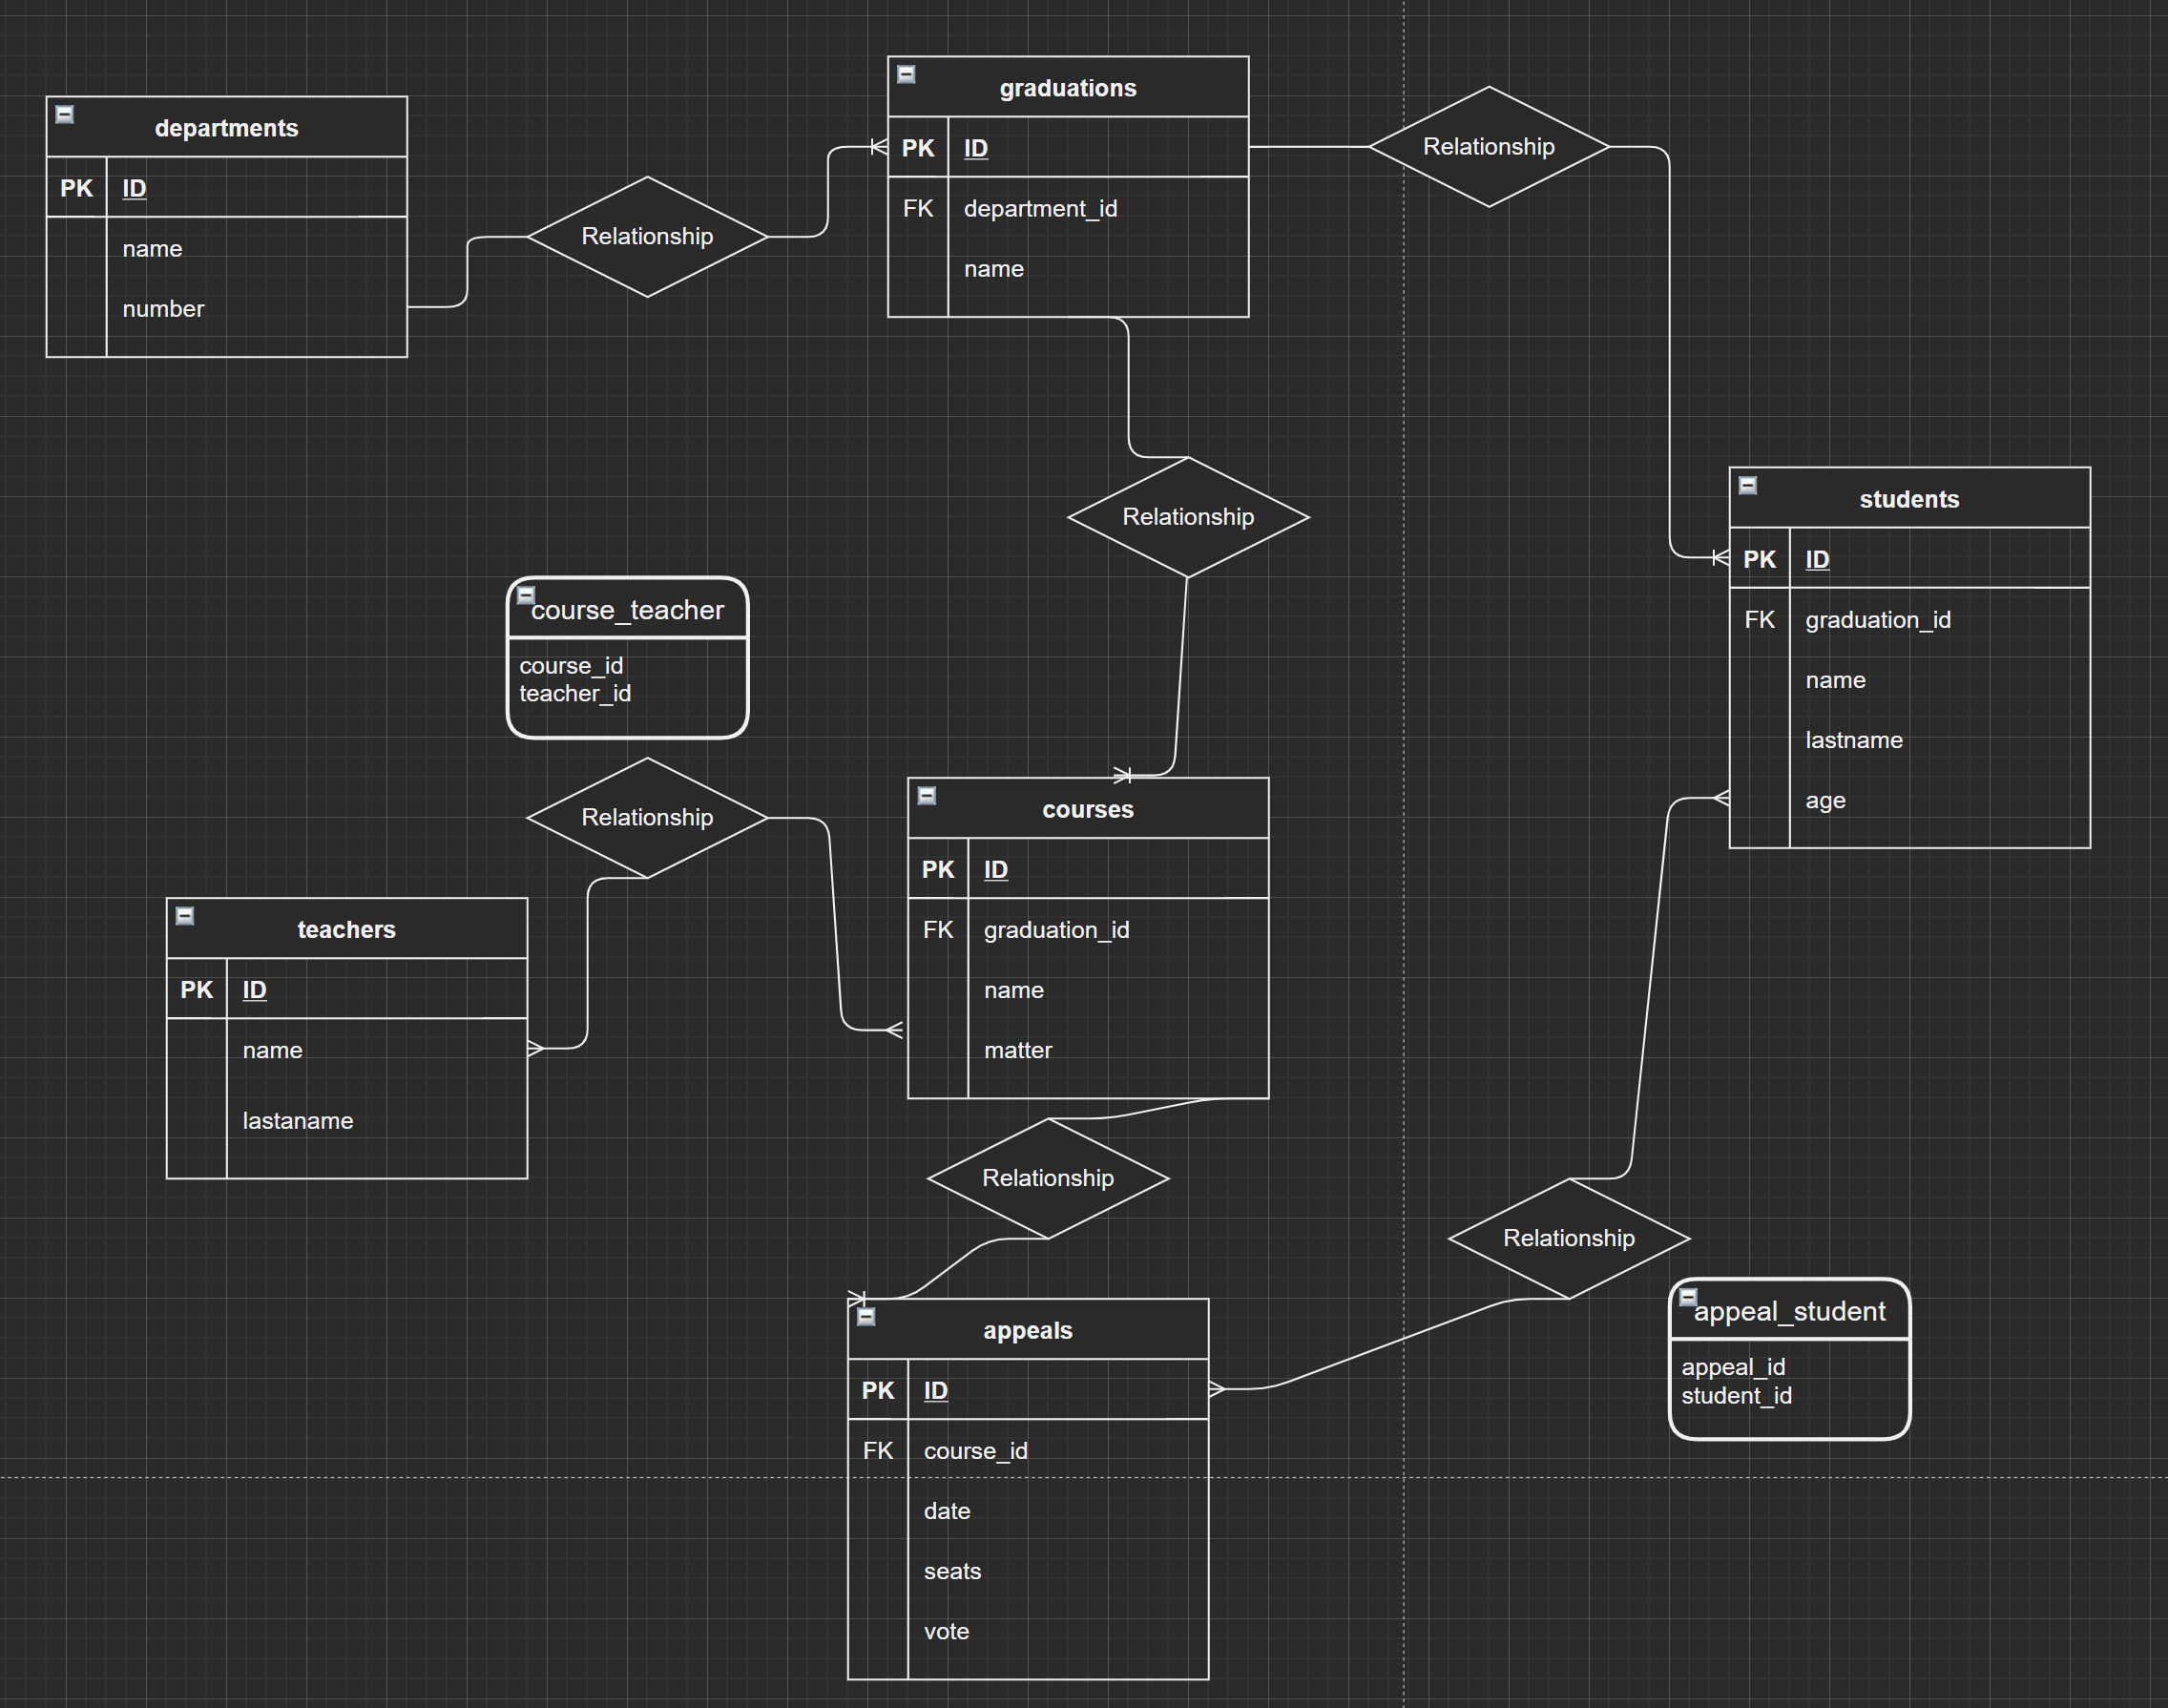 departments
PK ID
name
number
Relationship
graduations
PK ID
FK department_id
name
Relationship
Relationship
students
PK ID
FK graduation_id
name
lastname
age
course_teacher
course_id
teacher_id
Relationship
courses
PK ID
FK graduation_id
name
matter
teachers
PK ID
name
lastaname
Relationship
Relationship
appeal_student
appeal_id
student_id
appeals
PK ID
FK course_id
date
seats
vote